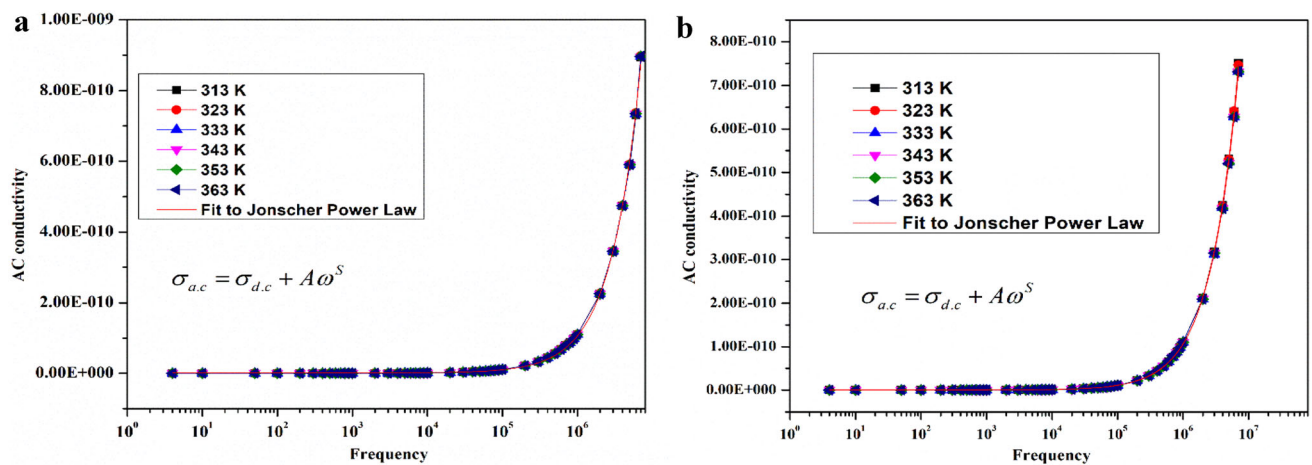 a
1.00E-009
8.00E-010
6.00E-010
4.00E-010
2.00E-010
0.00E+000
AC conductivity
313 K
323 K
333 K
343 K
353 K
363 K
Fit to Jonscher Power Law
σa.c = σd.c + Aω^S
10^0 10^1 10^2 10^3 10^4 10^5 10^6
Frequency
b
8.00E-010
7.00E-010
6.00E-010
5.00E-010
4.00E-010
3.00E-010
2.00E-010
1.00E-010
0.00E+000
AC conductivity
313 K
323 K
333 K
343 K
353 K
363 K
Fit to Jonscher Power Law
σa.c = σd.c + Aω^S
10^0 10^1 10^2 10^3 10^4 10^5 10^6 10^7
Frequency